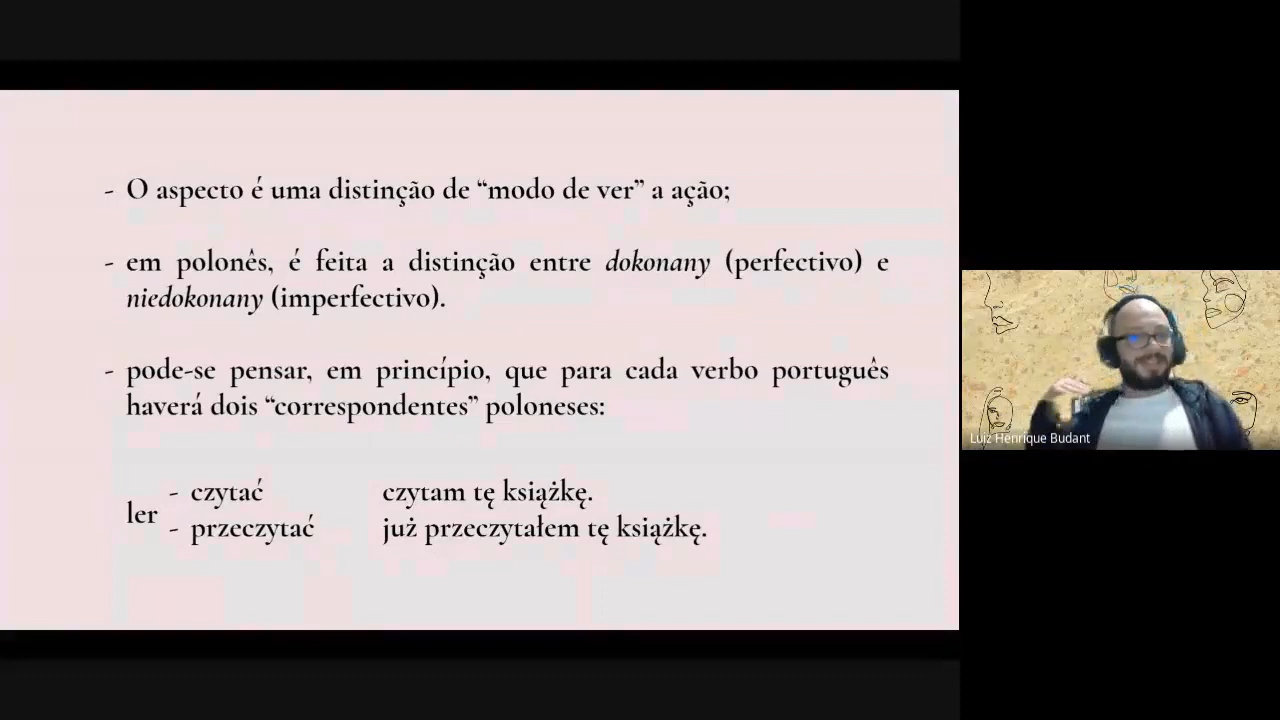 - O aspecto é uma distinção de “modo de ver” a ação;
- em polonês, é feita a distinção entre dokonany (perfectivo) e
niedokonany (imperfectivo).
- pode-se pensar, em princípio, que para cada verbo português
haverá dois “correspondentes” poloneses:
ler
- czytać czytam tę książkę.
- przeczytać już przeczytałem tę książkę.
Luiz Henrique Budant